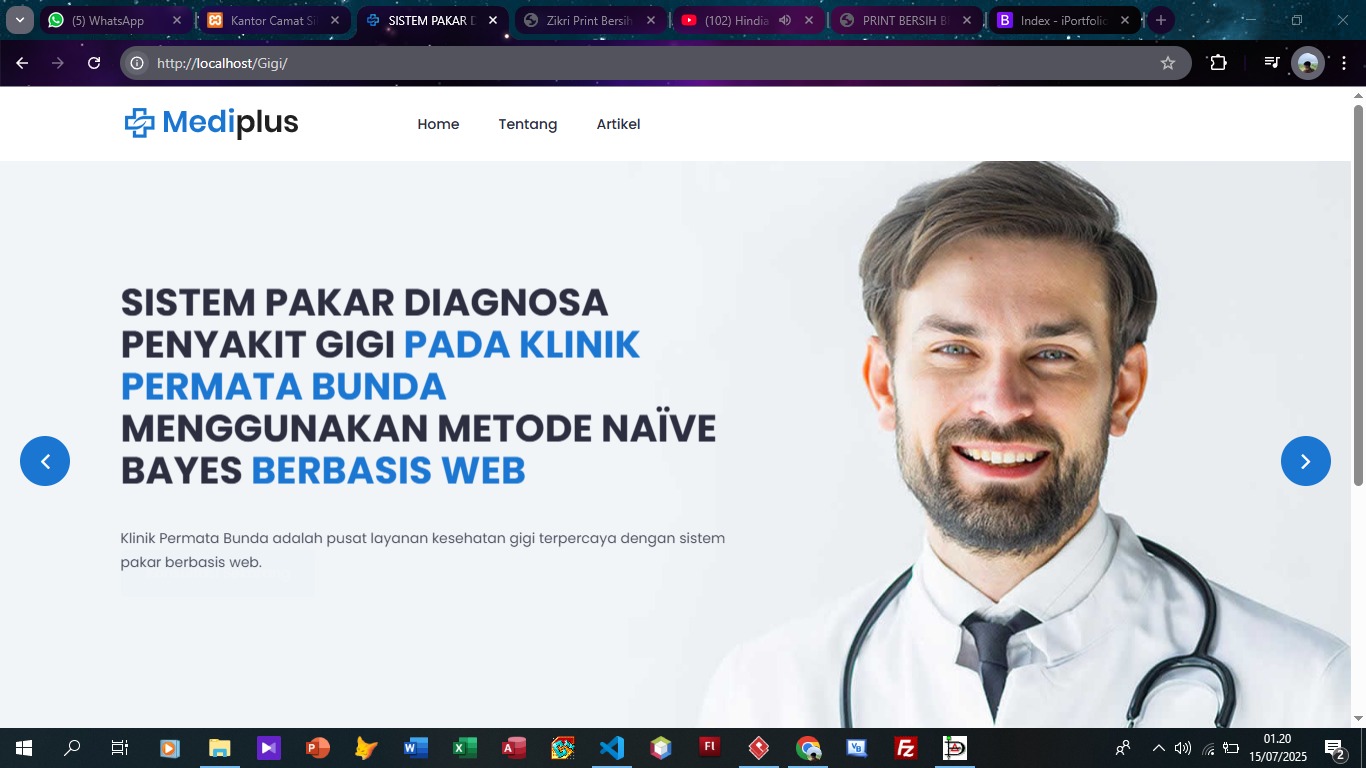 (5) WhatsApp
Kantor Camat Si
SISTEM PAKAR D
Zikri Print Bersih
(102) Hindia
PRINT BERSIH B
Index - iPortfolio
http://localhost/Gigi/
Mediplus
Home
Tentang
Artikel
SISTEM PAKAR DIAGNOSA
PENYAKIT GIGI PADA KLINIK
PERMATA BUNDA
MENGGUNAKAN METODE NAÏVE
BAYES BERBASIS WEB
Klinik Permata Bunda adalah pusat layanan kesehatan gigi terpercaya dengan sistem
pakar berbasis web.
01.20
15/07/2025
2